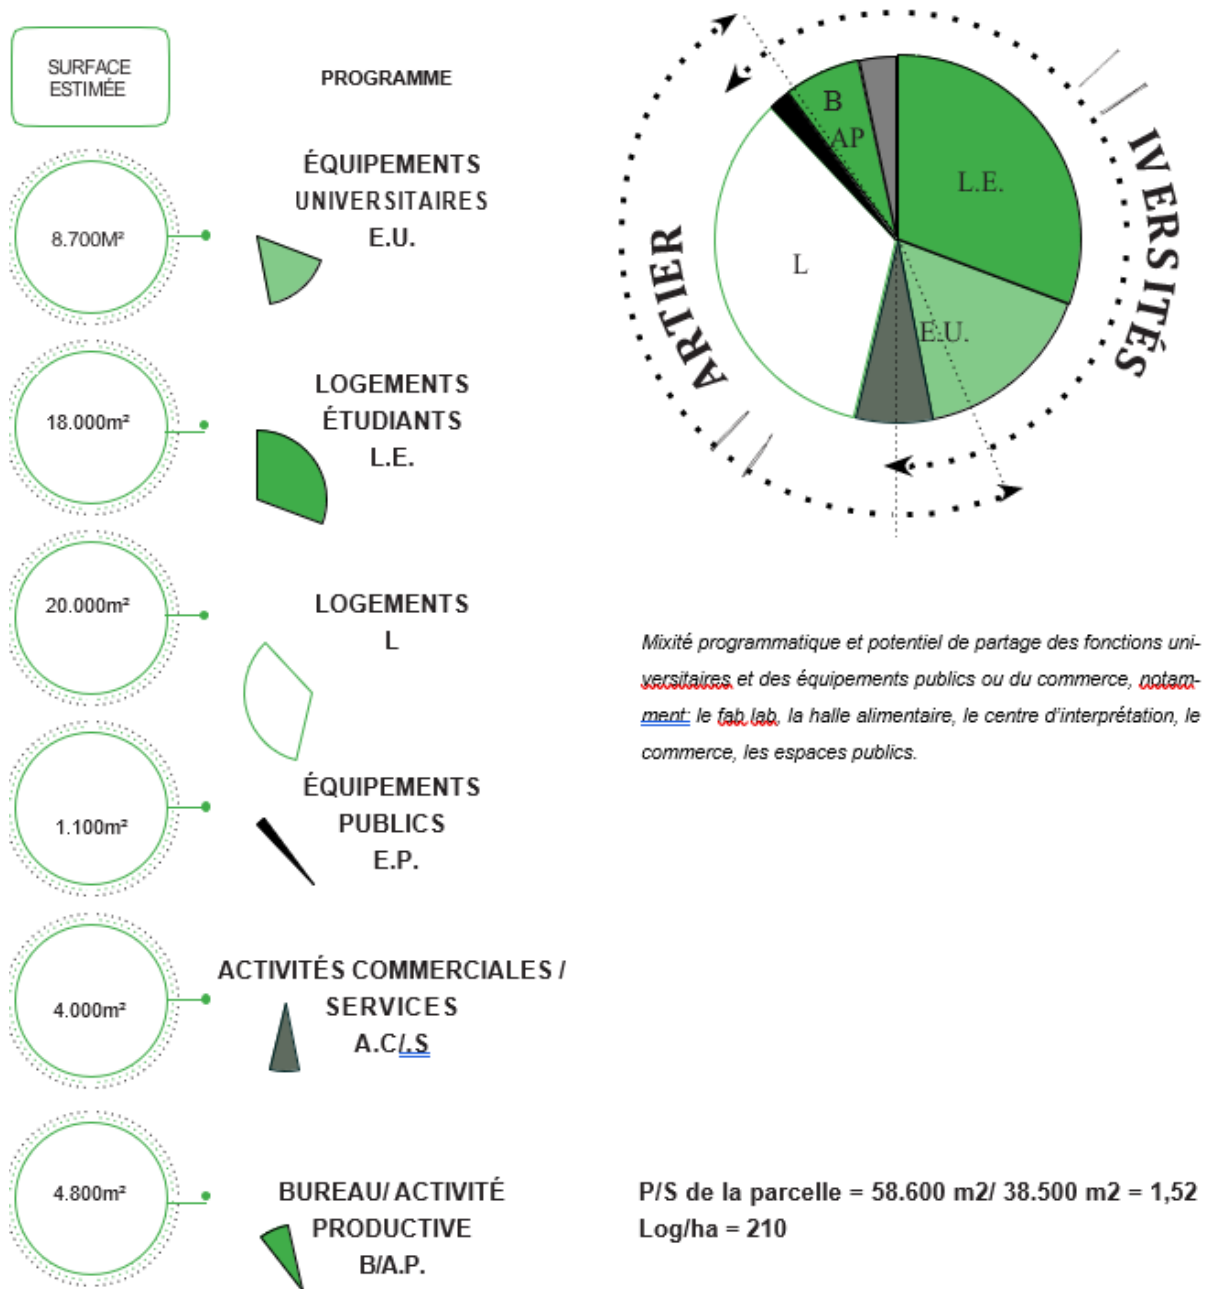 SURFACE
ESTIMÉE
PROGRAMME
8.700M²
ÉQUIPEMENTS
UNIVERSITAIRES
E.U.
18.000m²
LOGEMENTS
ÉTUDIANTS
L.E.
20.000m²
LOGEMENTS
L
1.100m²
ÉQUIPEMENTS
PUBLICS
E.P.
4.000m²
ACTIVITÉS COMMERCIALES /
SERVICES
A.C/.S
4.800m²
BUREAU/ ACTIVITÉ
PRODUCTIVE
B/A.P.
B
AP
L.E.
L
E.U.
ARTIER
IVERSITÉS
Mixité programmatique et potentiel de partage des fonctions uni-
versitaires et des équipements publics ou du commerce, notam-
ment: le fab lab, la halle alimentaire, le centre d'interprétation, le
commerce, les espaces publics.
P/S de la parcelle = 58.600 m2/ 38.500 m2 = 1,52
Log/ha = 210